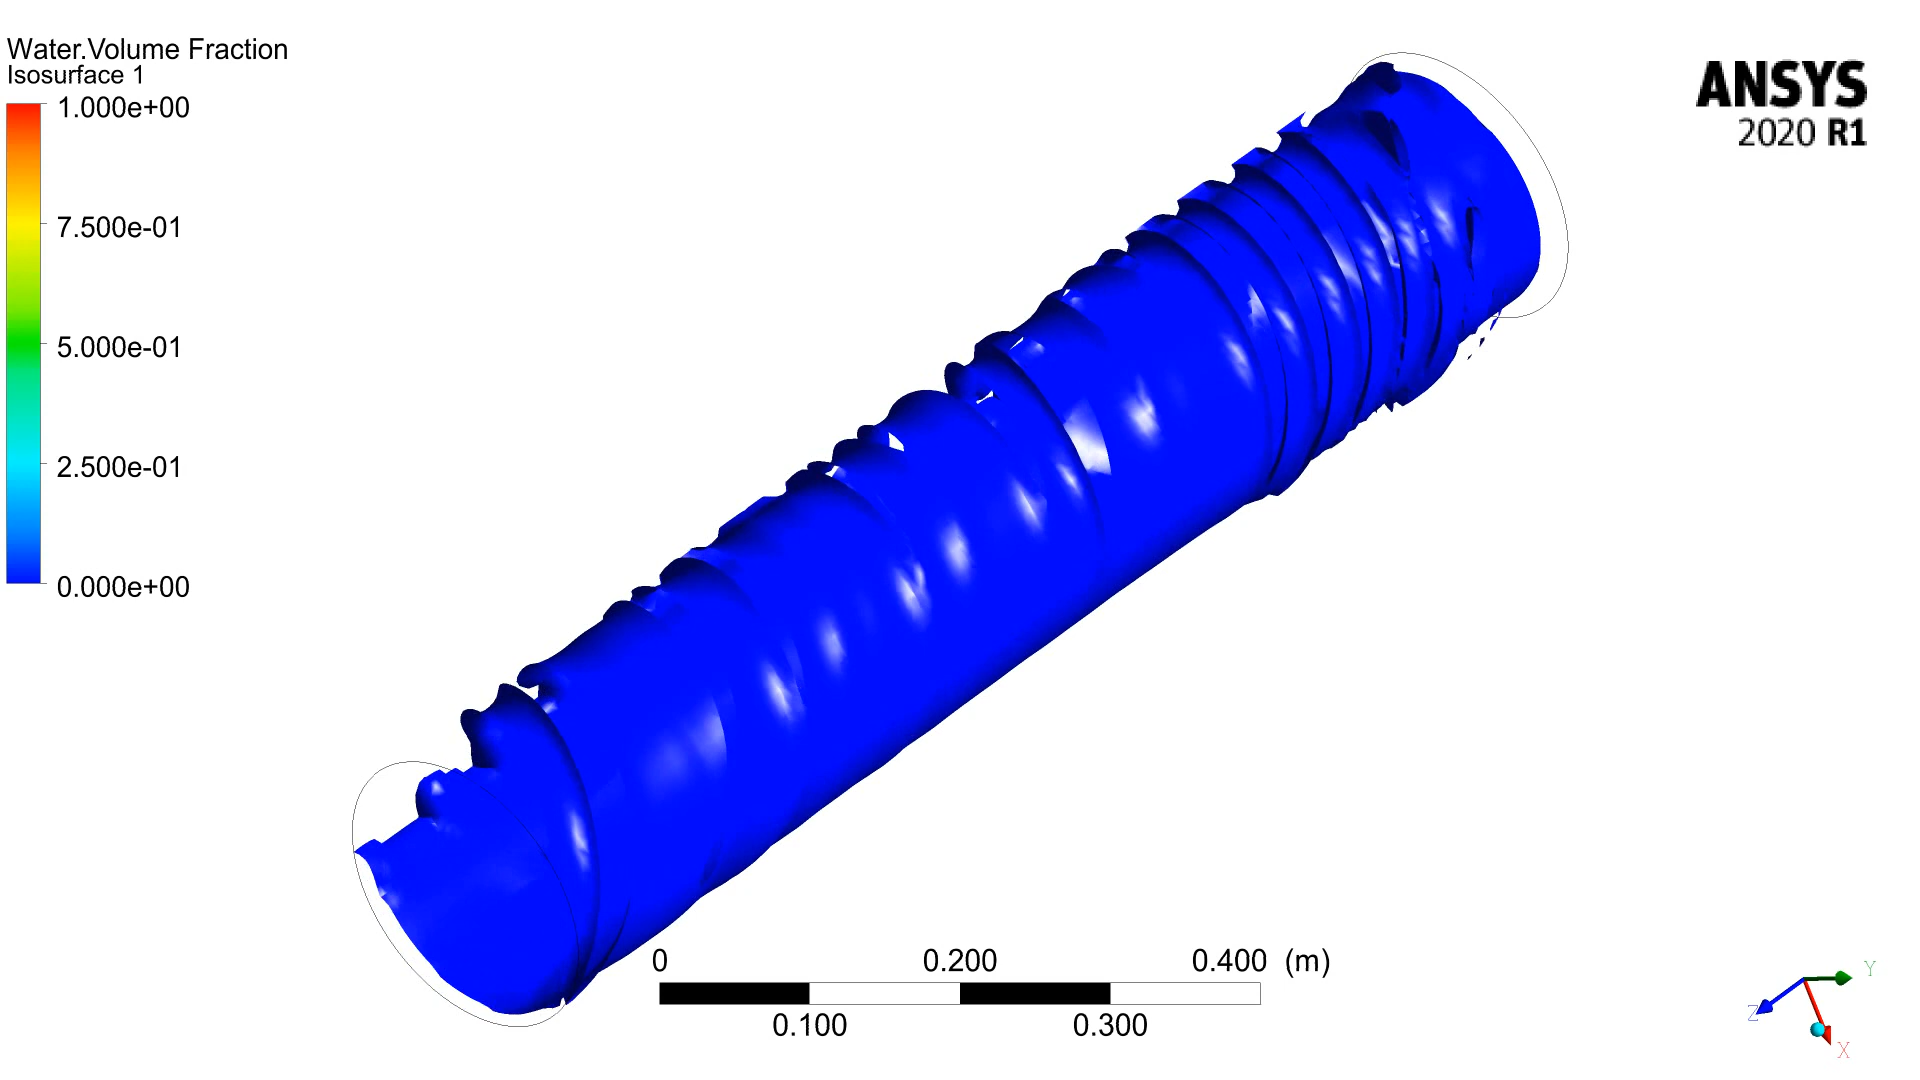 Water.Volume Fraction
Isosurface 1
1.000e+00
7.500e-01
5.000e-01
2.500e-01
0.000e+00
ANSYS
2020 R1
0 0.200 0.400 (m)
0.100 0.300
Y
Z
X